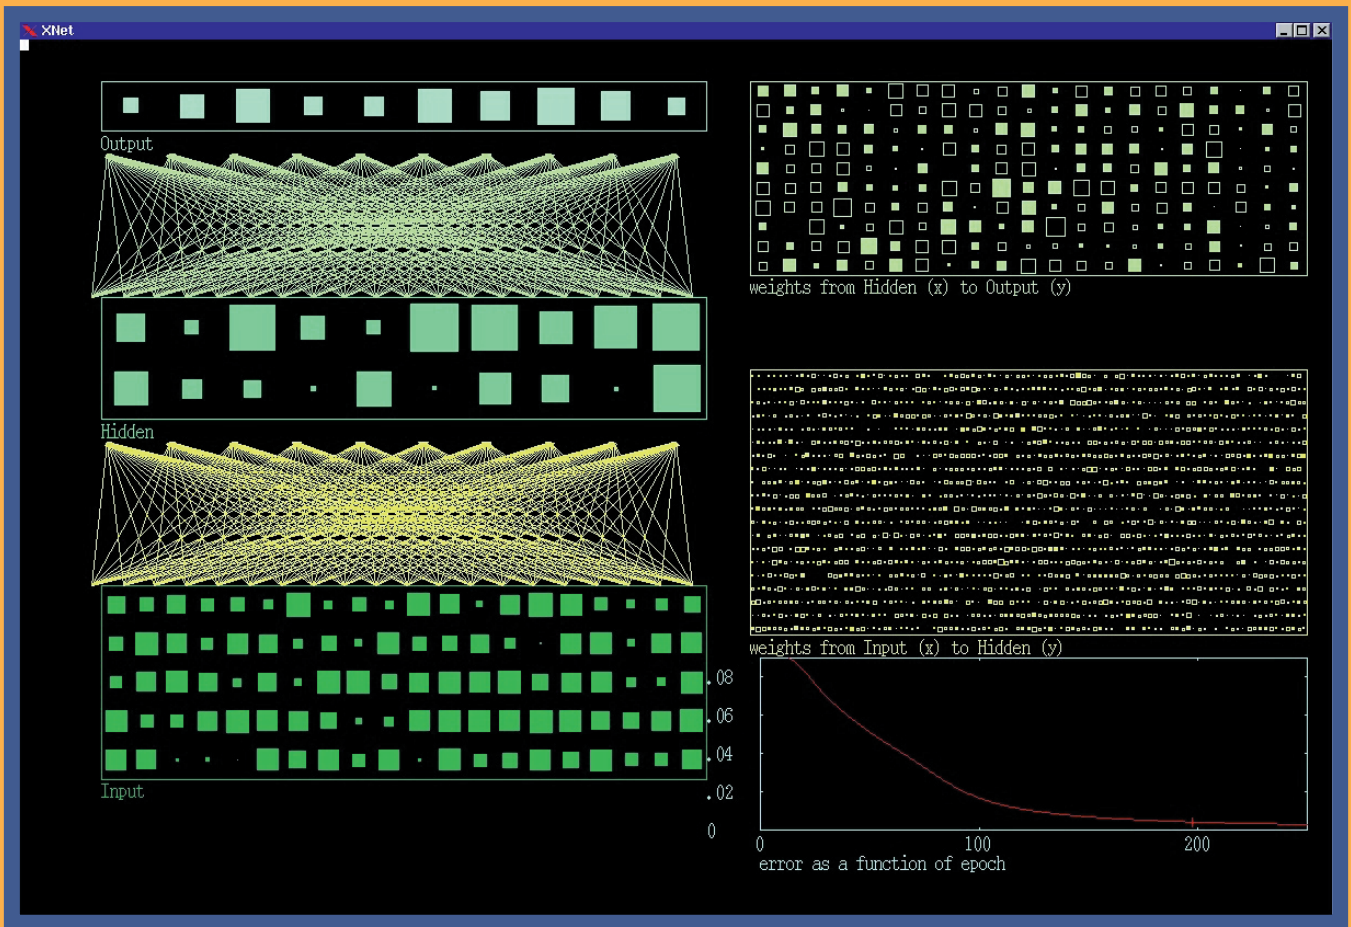 XNet
Output
weights from Hidden (x) to Output (y)
Hidden
weights from Input (x) to Hidden (y)
.08
.06
.04
.02
0
Input
0 100 200
error as a function of epoch